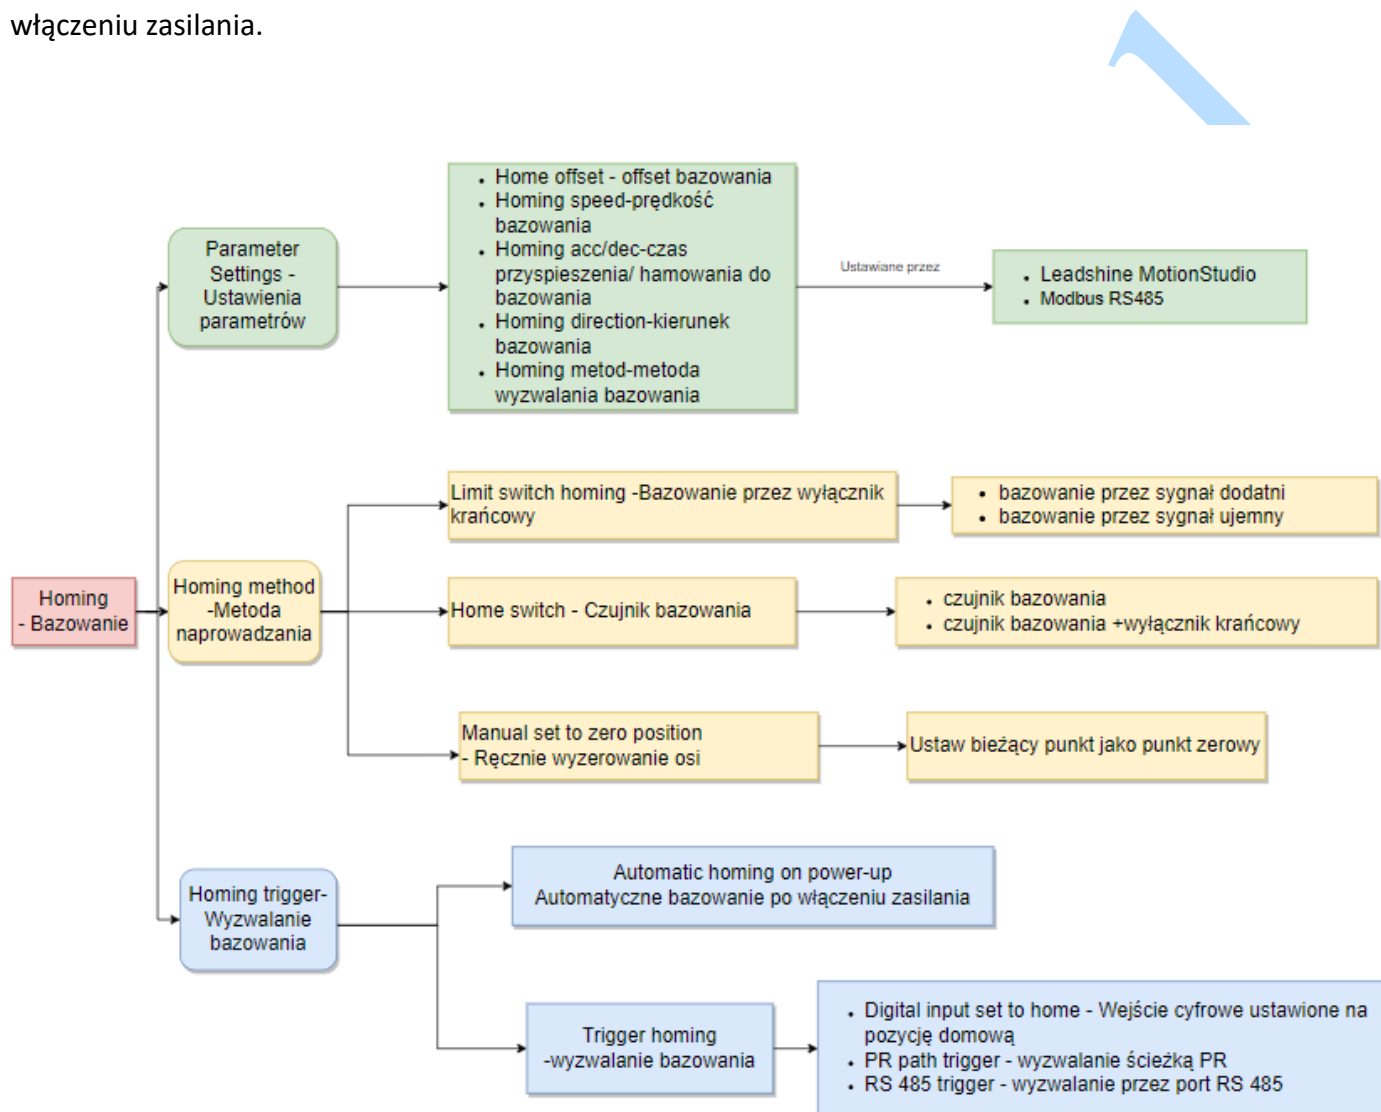 włączeniu zasilania.
Parameter
Settings -
Ustawienia
parametrów
• Home offset - offset bazowania
• Homing speed-prędkość
bazowania
• Homing acc/dec-czas
przyspieszenia/ hamowania do
bazowania
• Homing direction-kierunek
bazowania
• Homing metod-metoda
wyzwalania bazowania
Ustawiane przez
• Leadshine MotionStudio
• Modbus RS485
Homing
- Bazowanie
Homing method
-Metoda
naprowadzania
Limit switch homing -Bazowanie przez wyłącznik
krańcowy
• bazowanie przez sygnał dodatni
• bazowanie przez sygnał ujemny
Home switch - Czujnik bazowania
• czujnik bazowania
• czujnik bazowania +wyłącznik krańcowy
Manual set to zero position
- Ręcznie wyzerowanie osi
Ustaw bieżący punkt jako punkt zerowy
Homing trigger-
Wyzwalanie
bazowania
Automatic homing on power-up
Automatyczne bazowanie po włączeniu zasilania
Trigger homing
-wyzwalanie bazowania
• Digital input set to home - Wejście cyfrowe ustawione na
pozycję domową
• PR path trigger - wyzwalanie ścieżką PR
• RS 485 trigger - wyzwalanie przez port RS 485